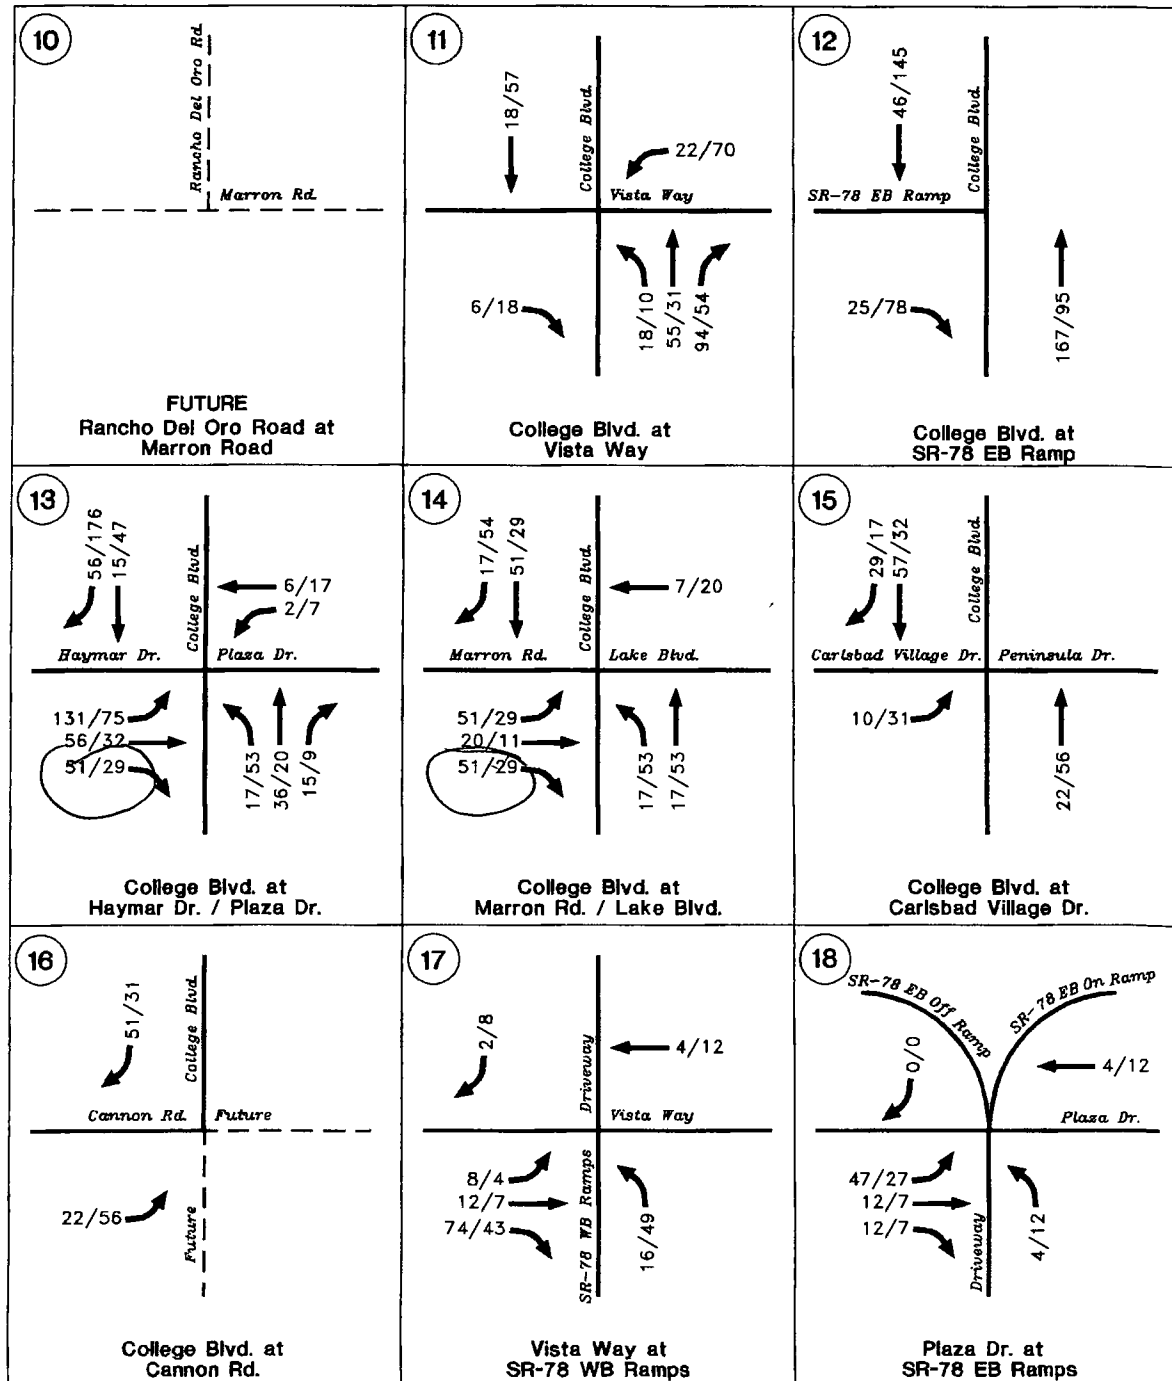 10
Rancho Del Oro Rd.
Marron Rd.
FUTURE
Rancho Del Oro Road at
Marron Road
11
18/57
College Blvd.
22/70
Vista Way
6/18
18/10
55/31
94/54
College Blvd. at
Vista Way
12
46/145
College Blvd.
SR-78 EB Ramp
25/78
167/95
College Blvd. at
SR-78 EB Ramp
13
56/176
15/47
College Blvd.
6/17
2/7
Haymar Dr.
Plaza Dr.
131/75
56/32
51/29
17/53
36/20
15/9
College Blvd. at
Haymar Dr. / Plaza Dr.
14
17/54
51/29
College Blvd.
7/20
Marron Rd.
Lake Blvd.
51/29
20/11
51/29
17/53
17/53
College Blvd. at
Marron Rd. / Lake Blvd.
15
29/17
57/32
College Blvd.
Carlsbad Village Dr.
Peninsula Dr.
10/31
22/56
College Blvd. at
Carlsbad Village Dr.
16
51/31
College Blvd.
Cannon Rd.
Future
22/56
Future
College Blvd. at
Cannon Rd.
17
2/8
Driveway
4/12
Vista Way
8/4
12/7
74/43
SR-78 WB Ramps
16/49
Vista Way at
SR-78 WB Ramps
18
SR-78 EB Off Ramp
SR-78 EB On Ramp
0/0
4/12
Plaza Dr.
47/27
12/7
12/7
Driveway
4/12
Plaza Dr. at
SR-78 EB Ramps